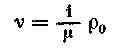 ν = 1/μ ρ₀